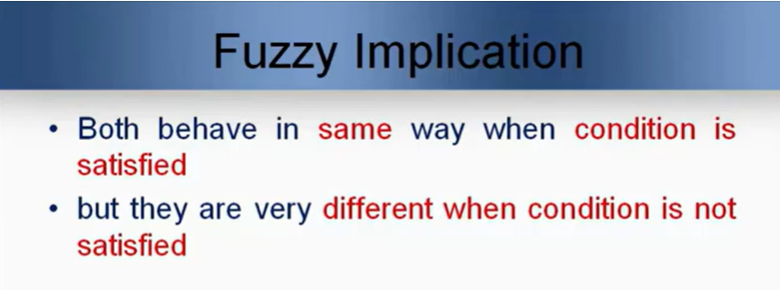 Fuzzy Implication
• Both behave in same way when condition is
satisfied
• but they are very different when condition is not
satisfied